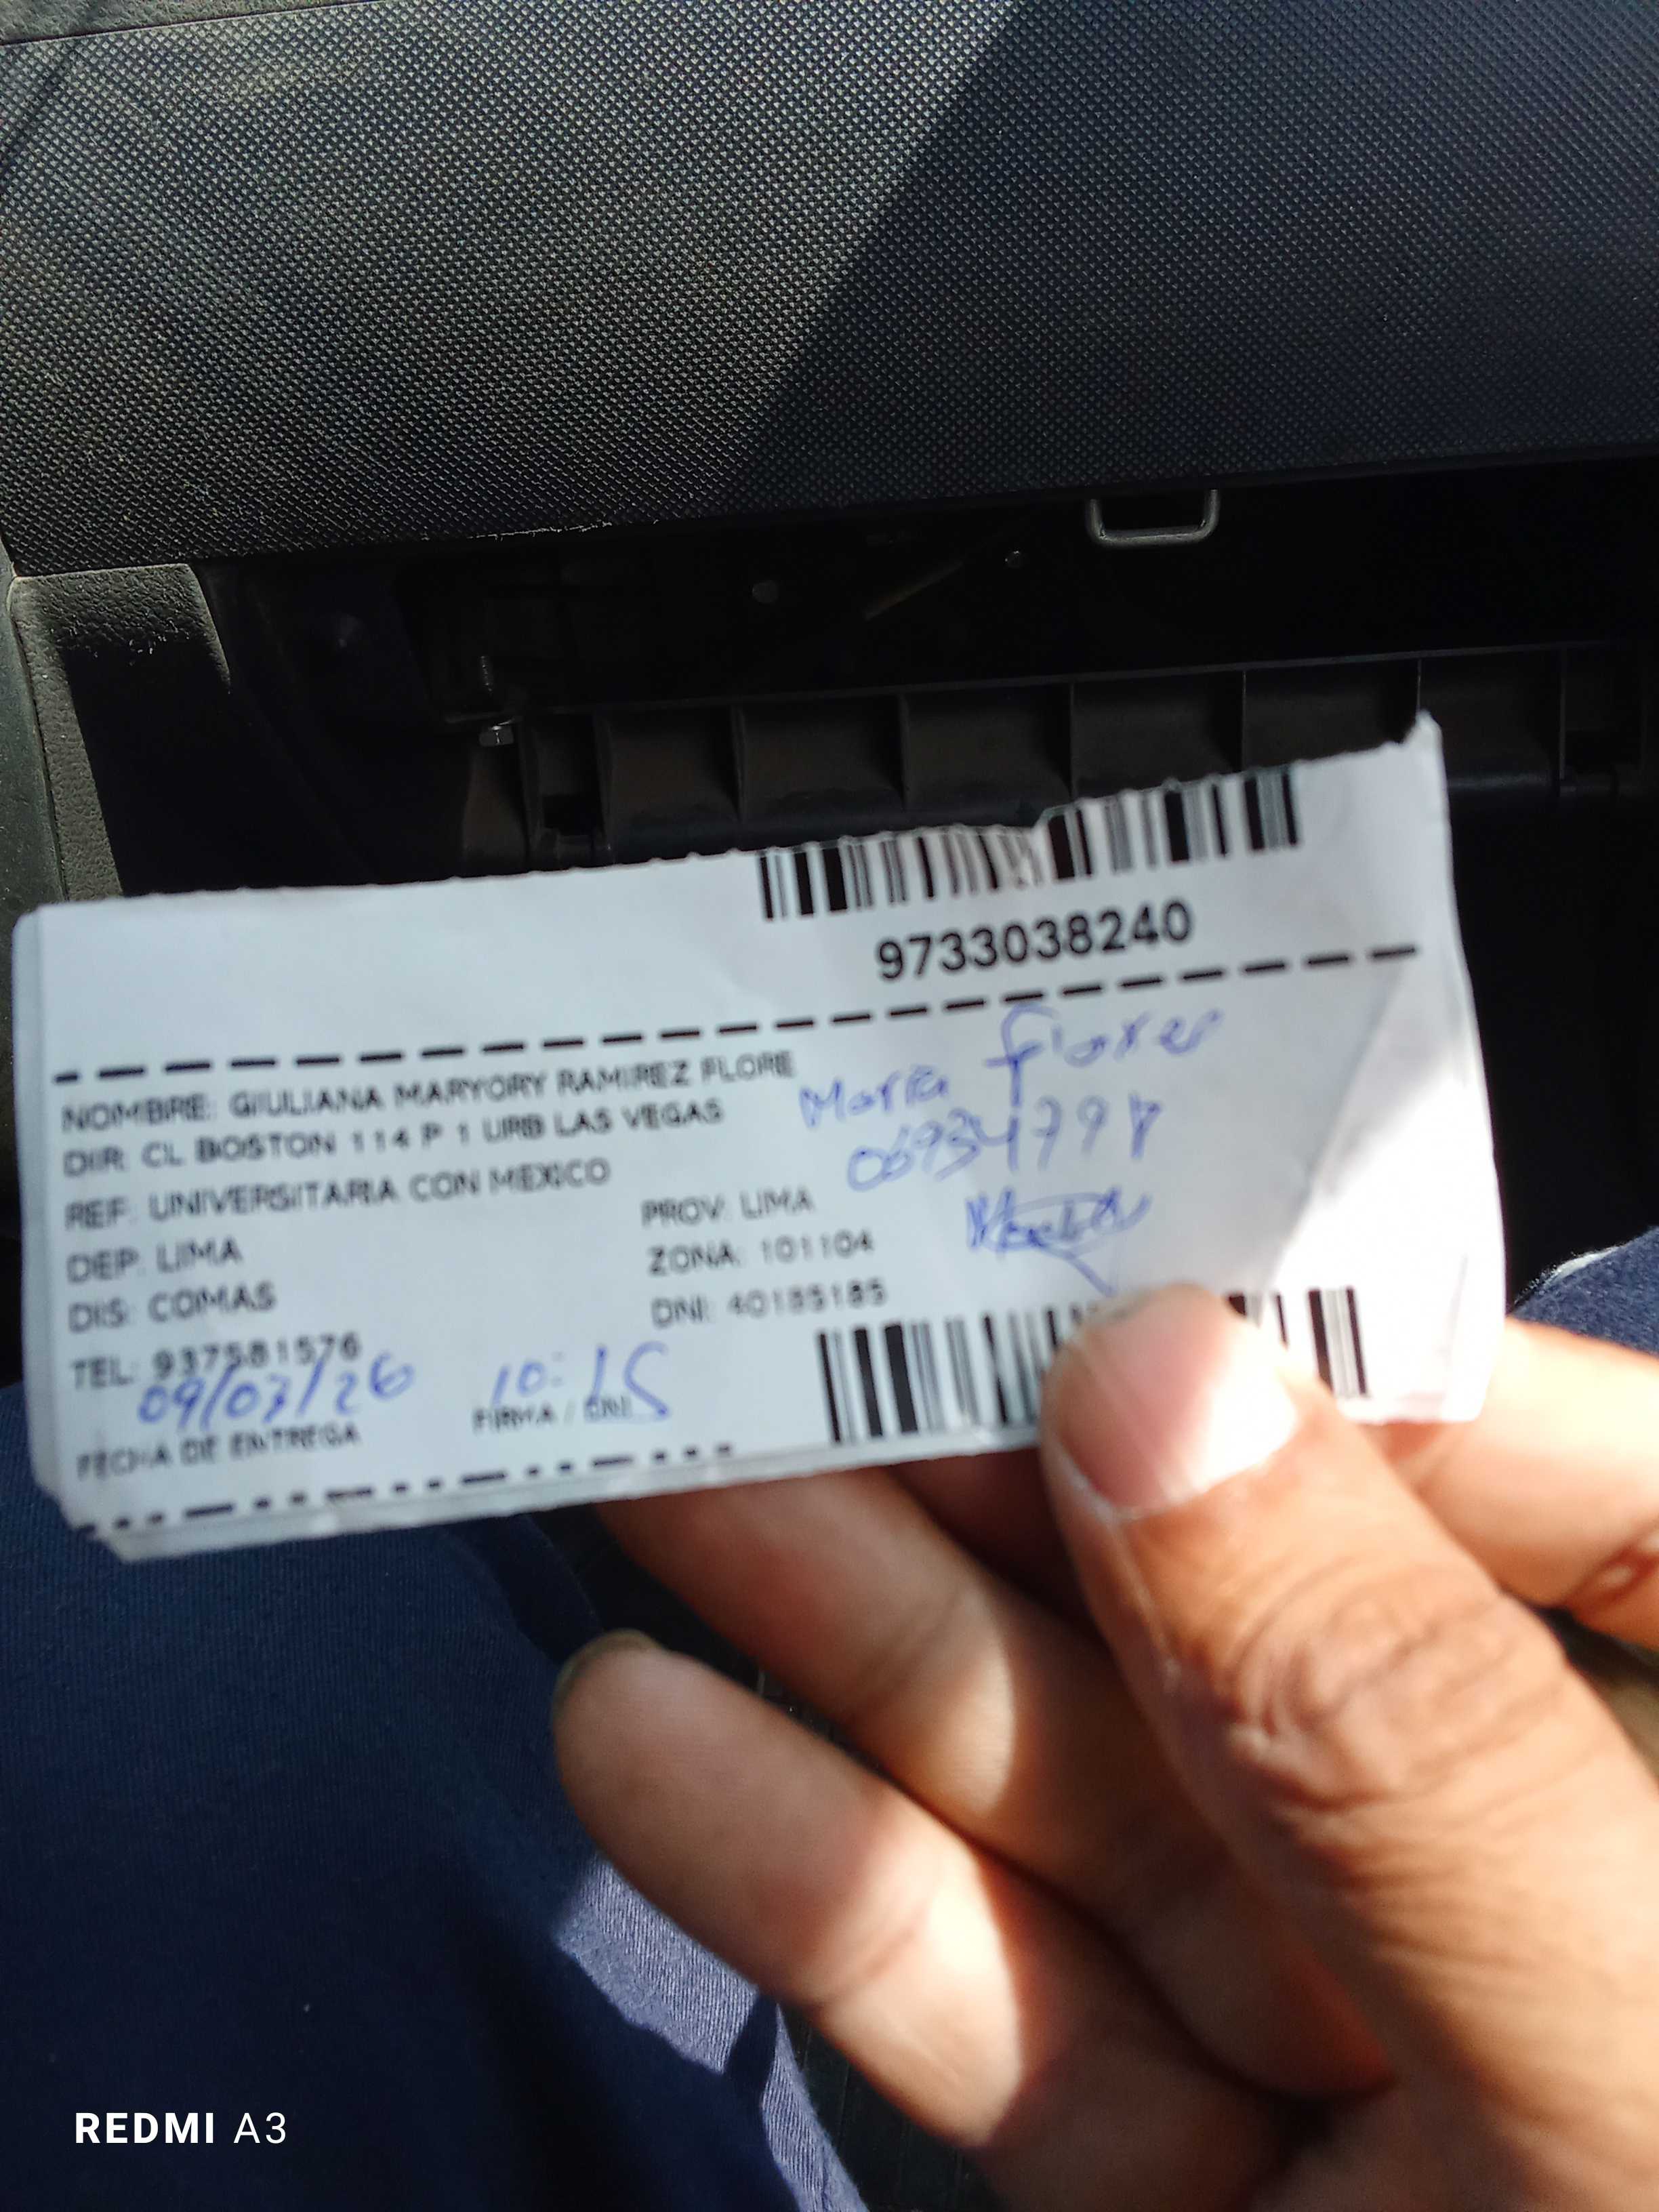 9733038240
NOMBRE: GIULIANA MARYORY RAMIREZ FLORE
DIR: CL BOSTON 114 P 1 URB LAS VEGAS
REF: UNIVERSITARIA CON MEXICO
DEP: LIMA
PROV: LIMA
DIS: COMAS
ZONA: 101104
TEL: 937581576
DNI: 40185185
Maria Flores
09/07/26 10:15
FECHA DE ENTREGA
FIRMA / DNI
REDMI A3